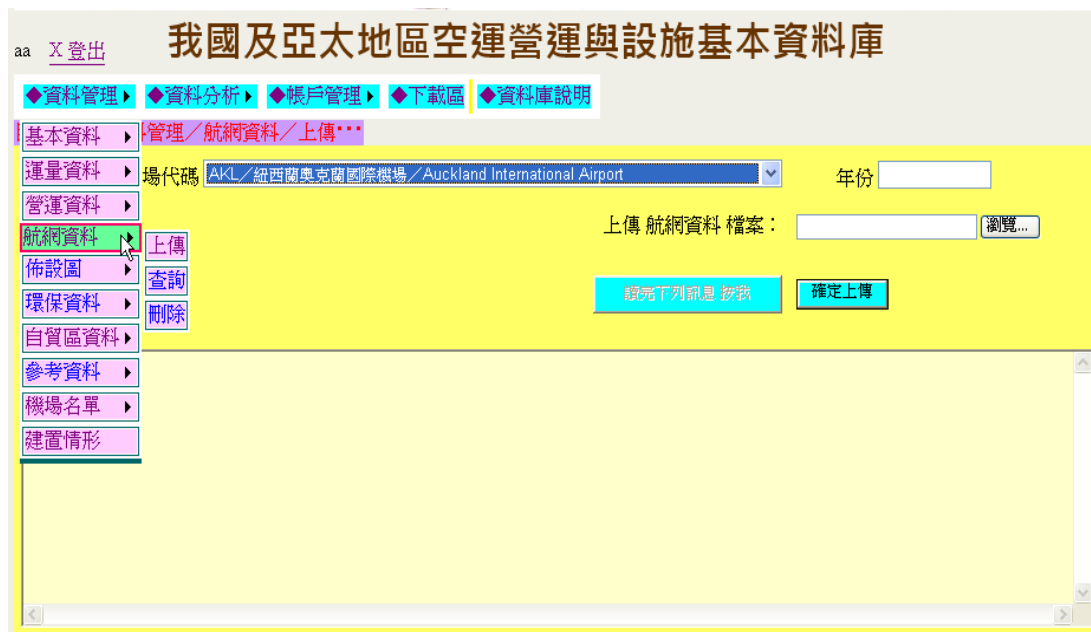 我國及亞太地區空運營運與設施基本資料庫
aa X 登出
◆資料管理 ◆資料分析 ◆帳戶管理 ◆下載區 ◆資料庫說明
管理／航網資料／上傳‧‧‧
基本資料
運量資料
場代碼 AKL／紐西蘭奧克蘭國際機場／Auckland International Airport 年份
營運資料
上傳 航網資料 檔案： 瀏覽...
航網資料
上傳
佈設圖
查詢
環保資料
刪除
讀完下列訊息 按我 確定上傳
自貿區資料
參考資料
機場名單
建置情形